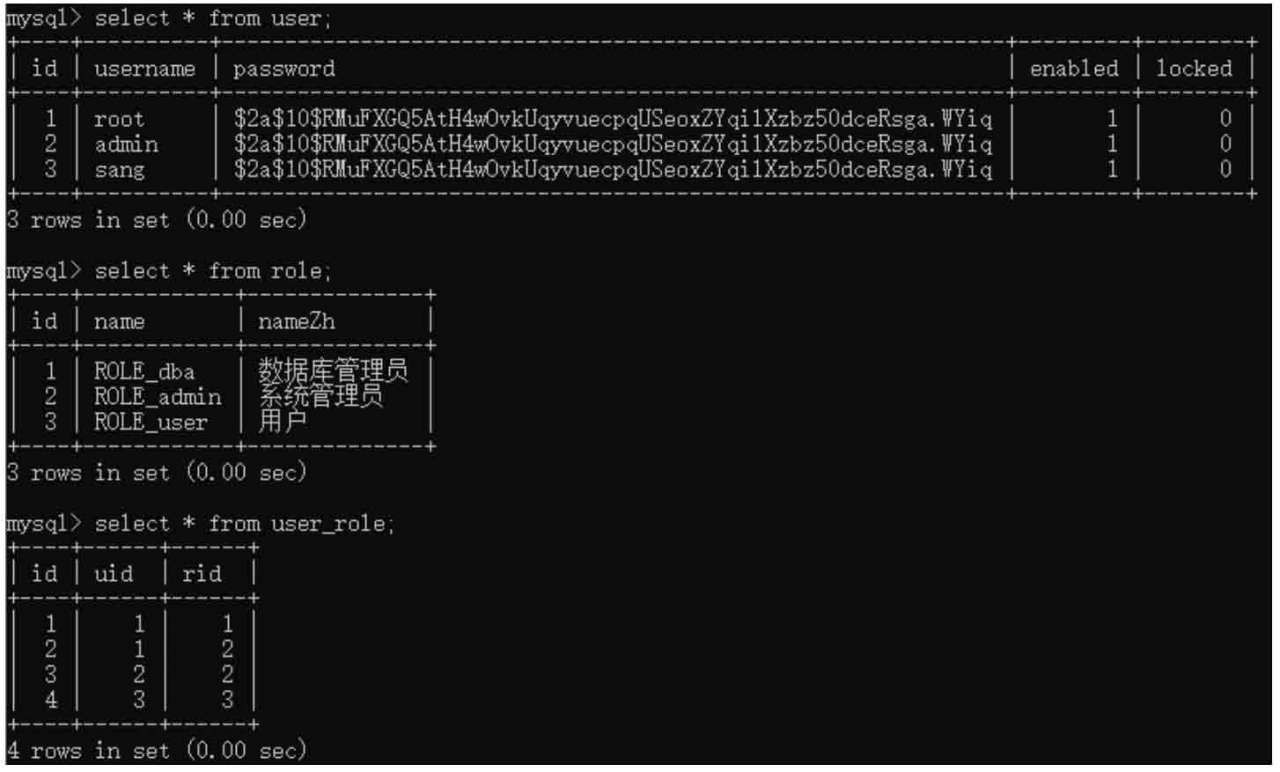 mysql> select * from user;
+----+----------+--------------------------------------------------------------+---------+--------+
| id | username | password | enabled | locked |
+----+----------+--------------------------------------------------------------+---------+--------+
| 1 | root | $2a$10$RMuFXGQ5AtH4wOvkUqyvuecpqUSeoxZYqi1Xzbz50dceRsga.WYiq | 1 | 0 |
| 2 | admin | $2a$10$RMuFXGQ5AtH4wOvkUqyvuecpqUSeoxZYqi1Xzbz50dceRsga.WYiq | 1 | 0 |
| 3 | sang | $2a$10$RMuFXGQ5AtH4wOvkUqyvuecpqUSeoxZYqi1Xzbz50dceRsga.WYiq | 1 | 0 |
+----+----------+--------------------------------------------------------------+---------+--------+
3 rows in set (0.00 sec)
mysql> select * from role;
+----+------------+--------------+
| id | name | nameZh |
+----+------------+--------------+
| 1 | ROLE_dba | 数据库管理员
| 2 | ROLE_admin | 系统管理员
| 3 | ROLE_user | 用户 |
+----+------------+--------------+
3 rows in set (0.00 sec)
mysql> select * from user_role;
+----+------+------+
| id | uid | rid |
+----+------+------+
| 1 | 1 | 1 |
| 2 | 1 | 2 |
| 3 | 2 | 2 |
| 4 | 3 | 3 |
+----+------+------+
4 rows in set (0.00 sec)